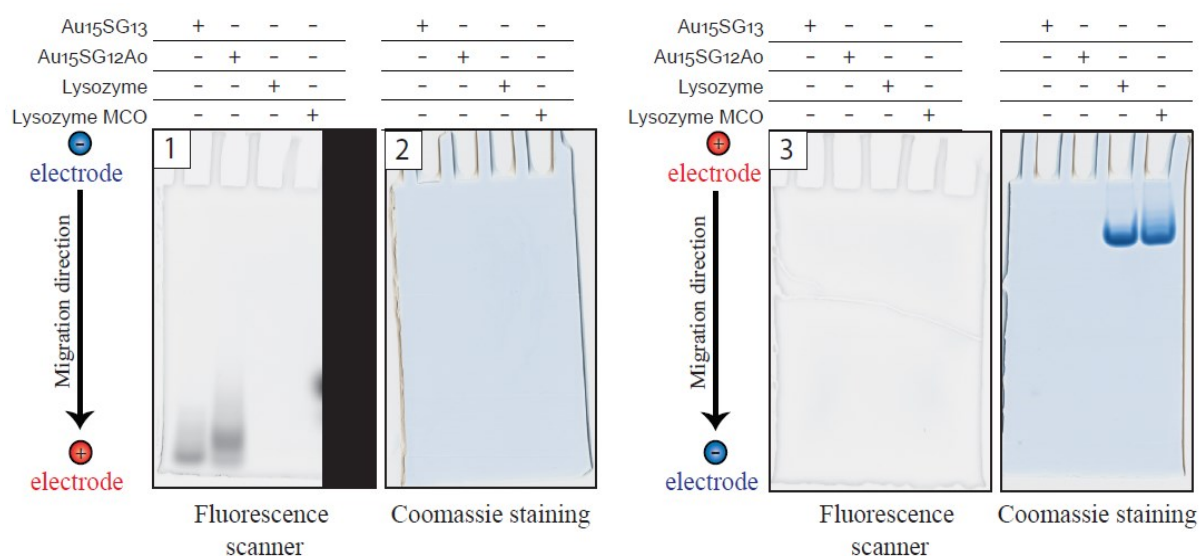 Au15SG13 + – – – + – – –
Au15SG12Ao – + – – – + – –
Lysozyme – – + – – – + –
Lysozyme MCO – – – + – – – +
1
2
-
electrode
Migration direction
+
electrode
Fluorescence
scanner
Coomassie staining
Au15SG13 + – – – + – – –
Au15SG12Ao – + – – – + – –
Lysozyme – – + – – – + –
Lysozyme MCO – – – + – – – +
3
+
electrode
Migration direction
-
electrode
Fluorescence
scanner
Coomassie staining